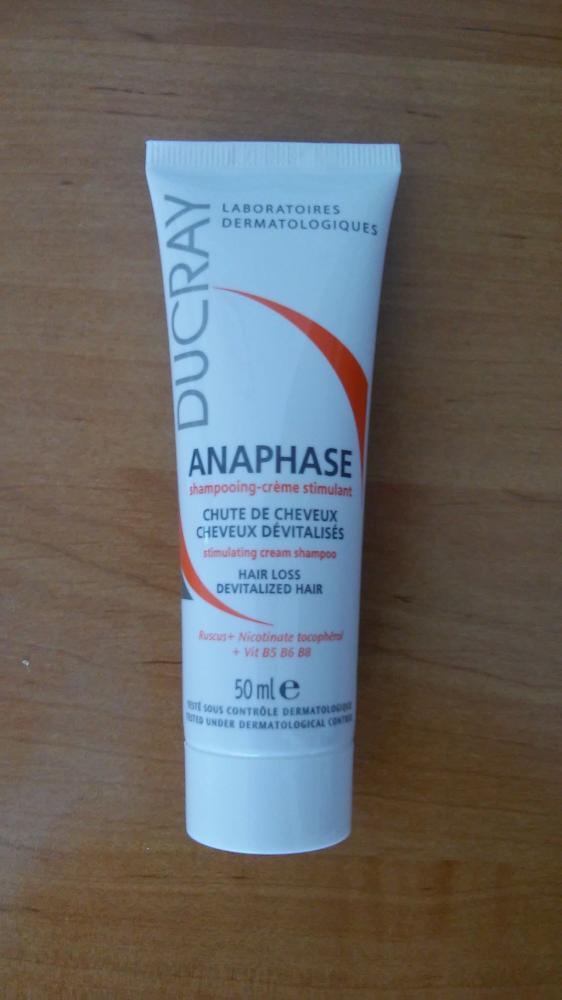 DUCRAY
LABORATOIRES
DERMATOLOGIQUES
ANAPHASE
shampooing-crème stimulant
CHUTE DE CHEVEUX
CHEVEUX DÉVITALISÉS
stimulating cream shampoo
HAIR LOSS
DEVITALIZED HAIR
Ruscus+ Nicotinate tocophérol
+ Vit B5 B6 B8
50 ml e
TESTÉ SOUS CONTRÔLE DERMATOLOGIQUE
TESTED UNDER DERMATOLOGICAL CONTROL